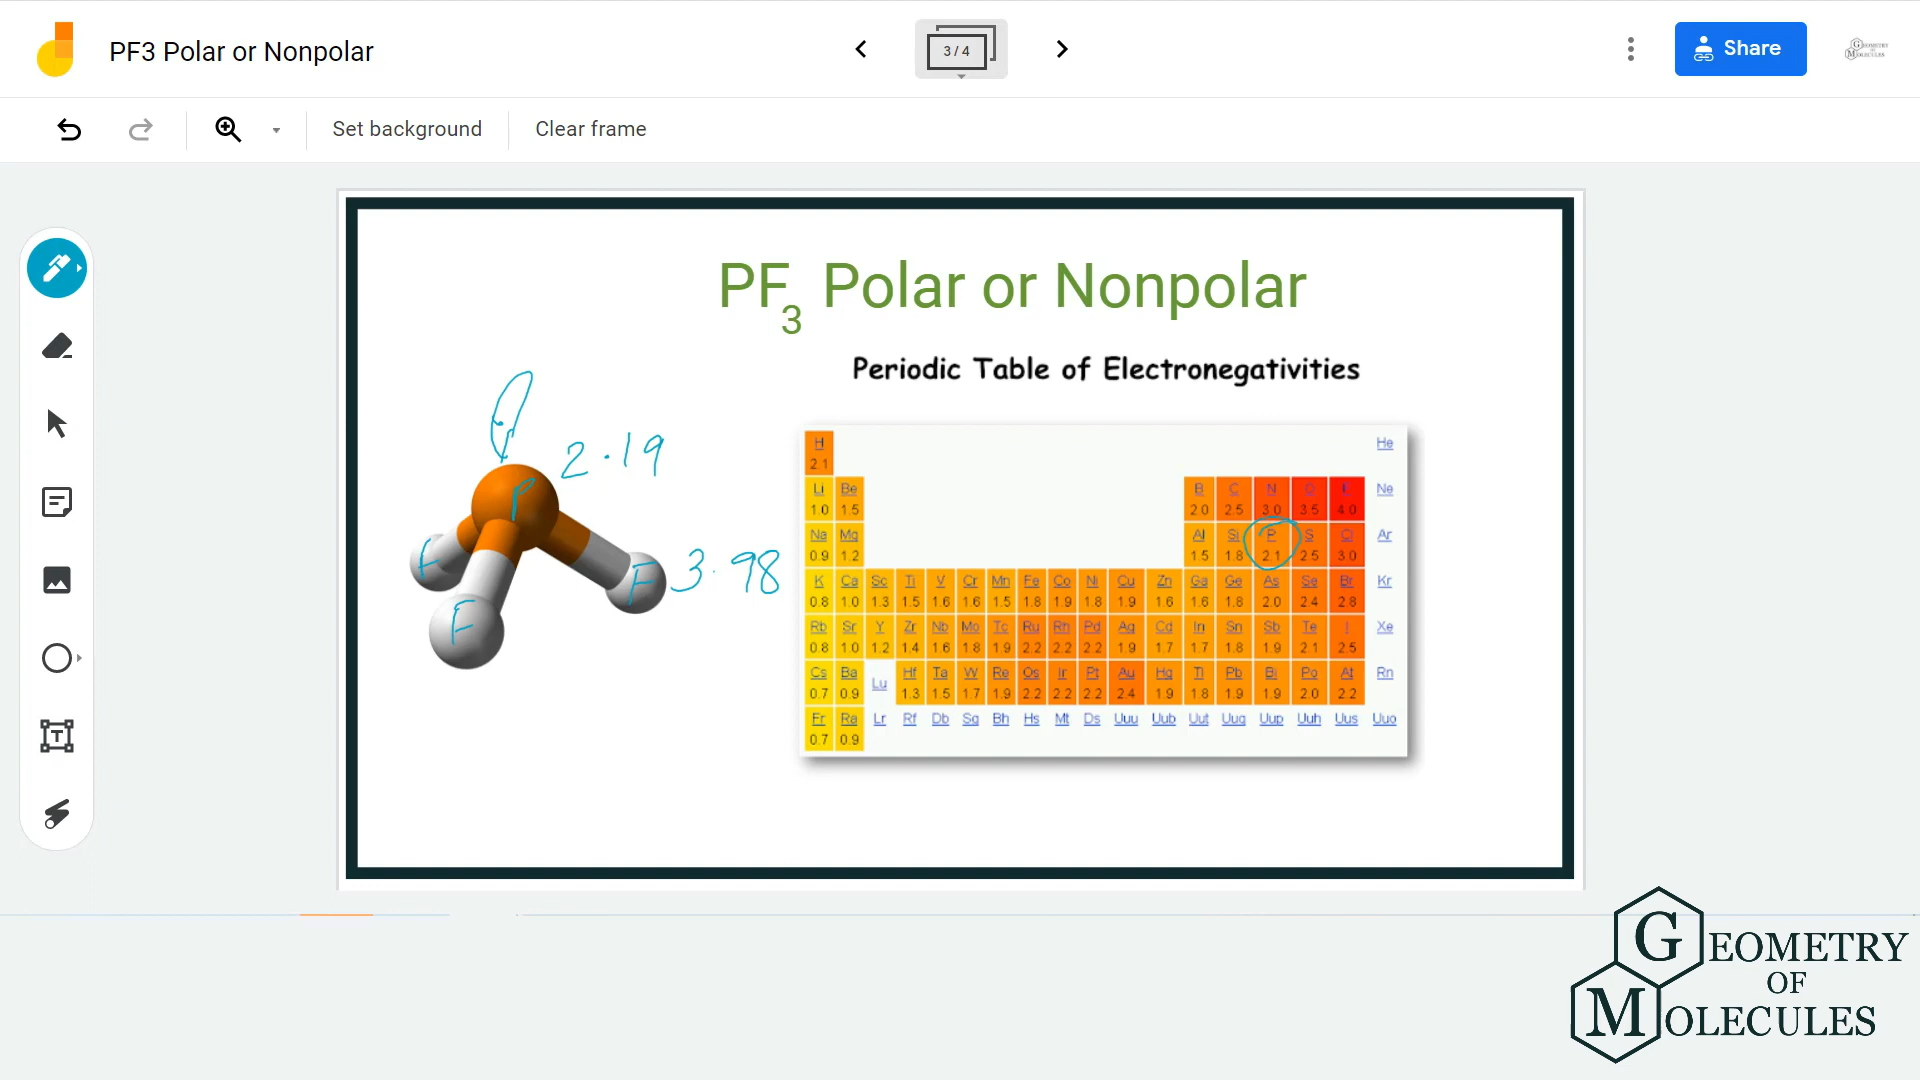 PF3 Polar or Nonpolar
3 / 4
Share
GEOMETRY OF MOLECULES
Set background
Clear frame
PF3 Polar or Nonpolar
Periodic Table of Electronegativities
2.19
P
F
F
F
3.98
H He
2.1
Li Be B C N O F Ne
1.0 1.5 2.0 2.5 3.0 3.5 4.0
Na Mg Al Si P S Cl Ar
0.9 1.2 1.5 1.8 2.1 2.5 3.0
K Ca Sc Ti V Cr Mn Fe Co Ni Cu Zn Ga Ge As Se Br Kr
0.8 1.0 1.3 1.5 1.6 1.6 1.5 1.8 1.9 1.8 1.9 1.6 1.6 1.8 2.0 2.4 2.8
Rb Sr Y Zr Nb Mo Tc Ru Rh Pd Ag Cd In Sn Sb Te I Xe
0.8 1.0 1.2 1.4 1.6 1.8 1.9 2.2 2.2 2.2 1.9 1.7 1.7 1.8 1.9 2.1 2.5
Cs Ba Lu Hf Ta W Re Os Ir Pt Au Hg Tl Pb Bi Po At Rn
0.7 0.9 1.3 1.5 1.7 1.9 2.2 2.2 2.2 2.4 1.9 1.8 1.9 1.9 2.0 2.2
Fr Ra Lr Rf Db Sg Bh Hs Mt Ds Uuu Uub Uut Uuq Uup Uuh Uus Uuo
0.7 0.9
GEOMETRY
OF
MOLECULES